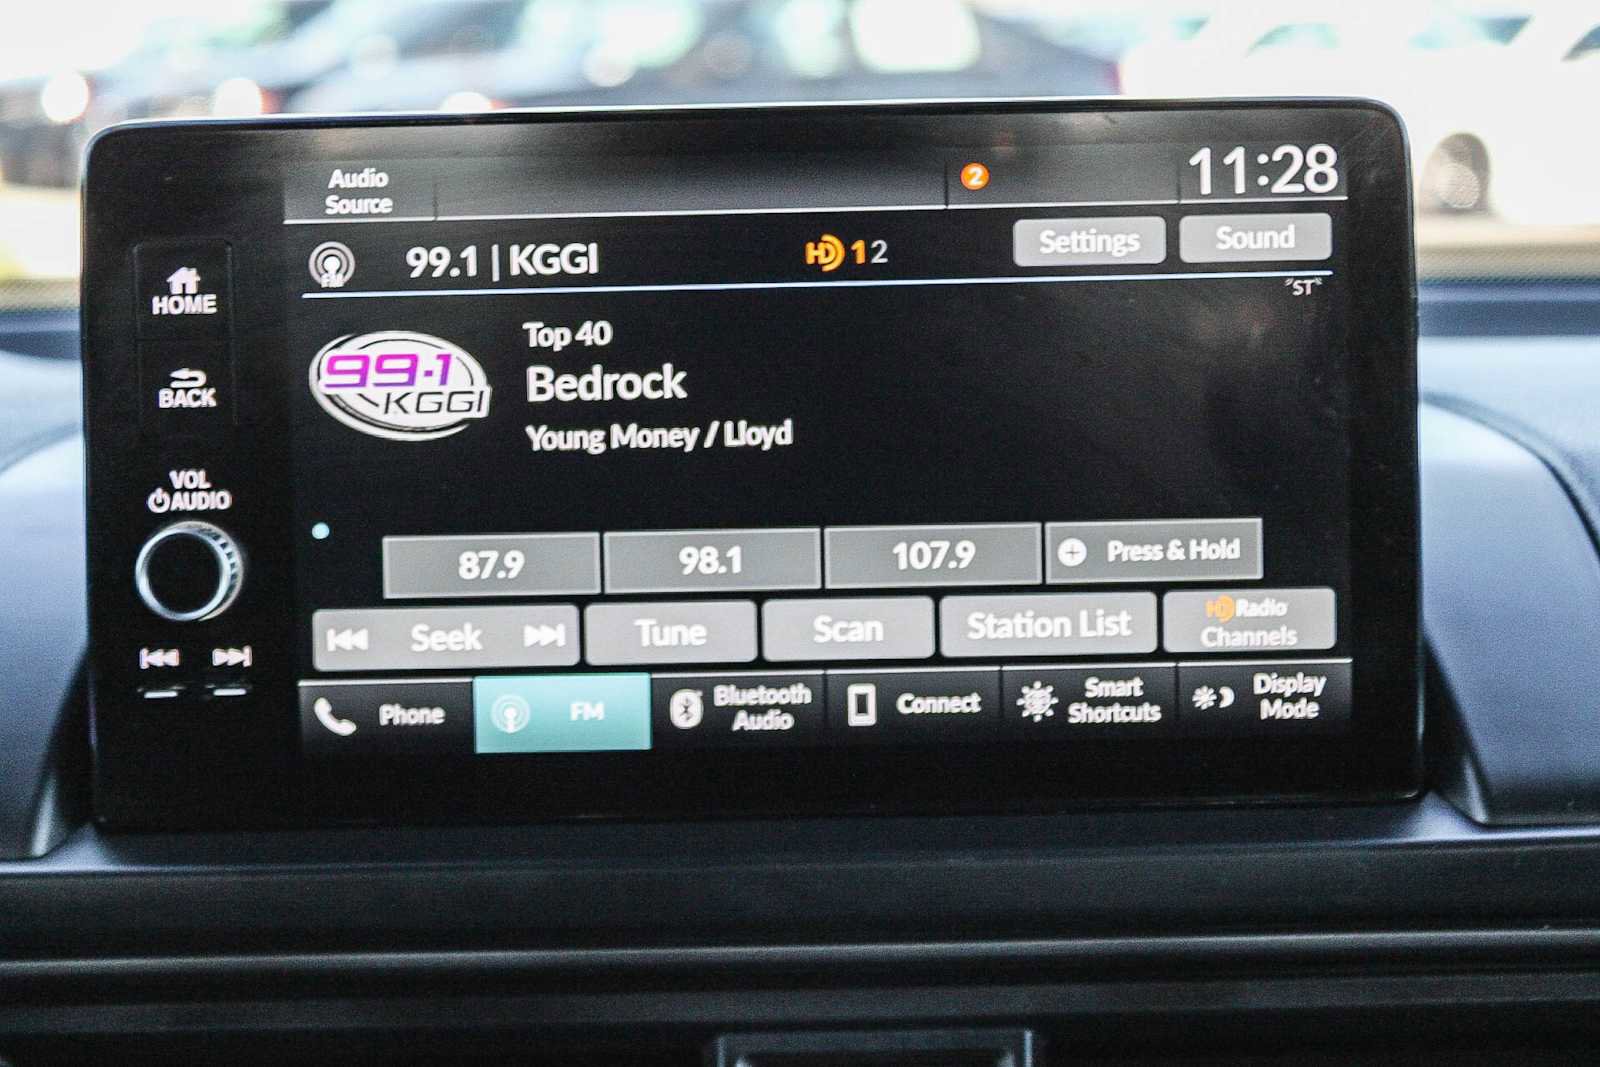 Audio
Source
2
11:28
FM
99.1 | KGGI
HD 1 2
Settings
Sound
"ST"
HOME
BACK
VOL
AUDIO
99.1
KGGI
Top 40
Bedrock
Young Money / Lloyd
87.9
98.1
107.9
Press & Hold
Seek
Tune
Scan
Station List
HD Radio
Channels
Phone
FM
Bluetooth
Audio
Connect
Smart
Shortcuts
Display
Mode